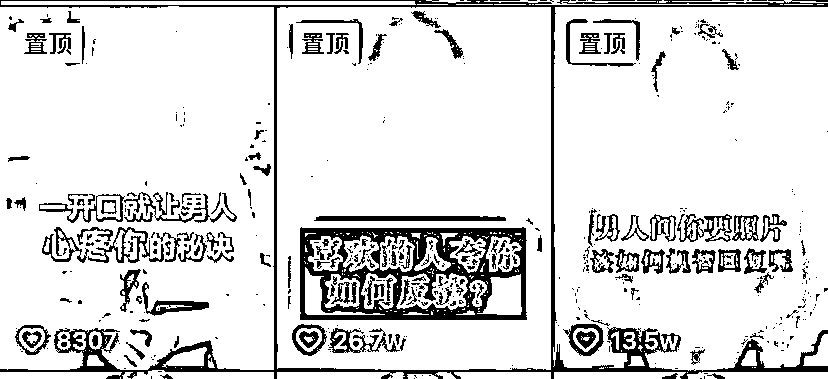 置顶
一开口就让男人
心疼你的秘诀
8307
置顶
喜欢的人夸你
如何反撩?
26.7w
置顶
男人问你要照片
该如何机智回复呢
13.5w